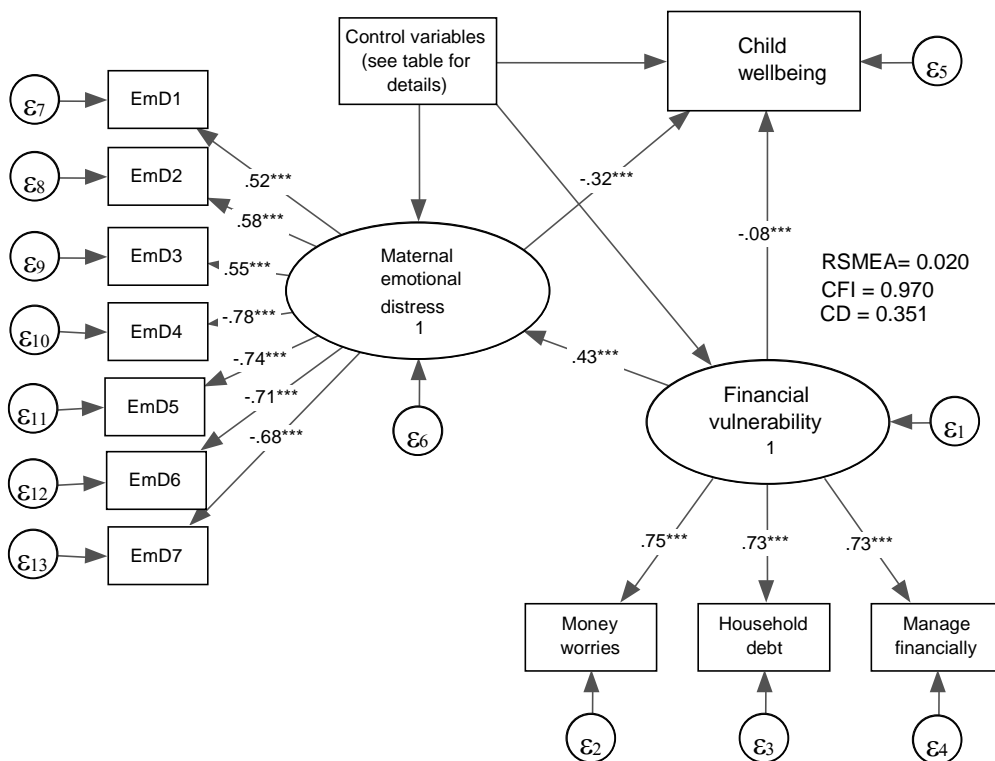 Control variables
(see table for
details)
Child
wellbeing
ε5
ε7
EmD1
ε8
EmD2
ε9
EmD3
ε10
EmD4
ε11
EmD5
ε12
EmD6
ε13
EmD7
.52***
.58***
.55***
-.78***
-.74***
-.71***
-.68***
Maternal
emotional
distress
1
ε6
-.32***
-.08***
.43***
RSMEA= 0.020
CFI = 0.970
CD = 0.351
Financial
vulnerability
1
ε1
.75***
.73***
.73***
Money
worries
Household
debt
Manage
financially
ε2
ε3
ε4